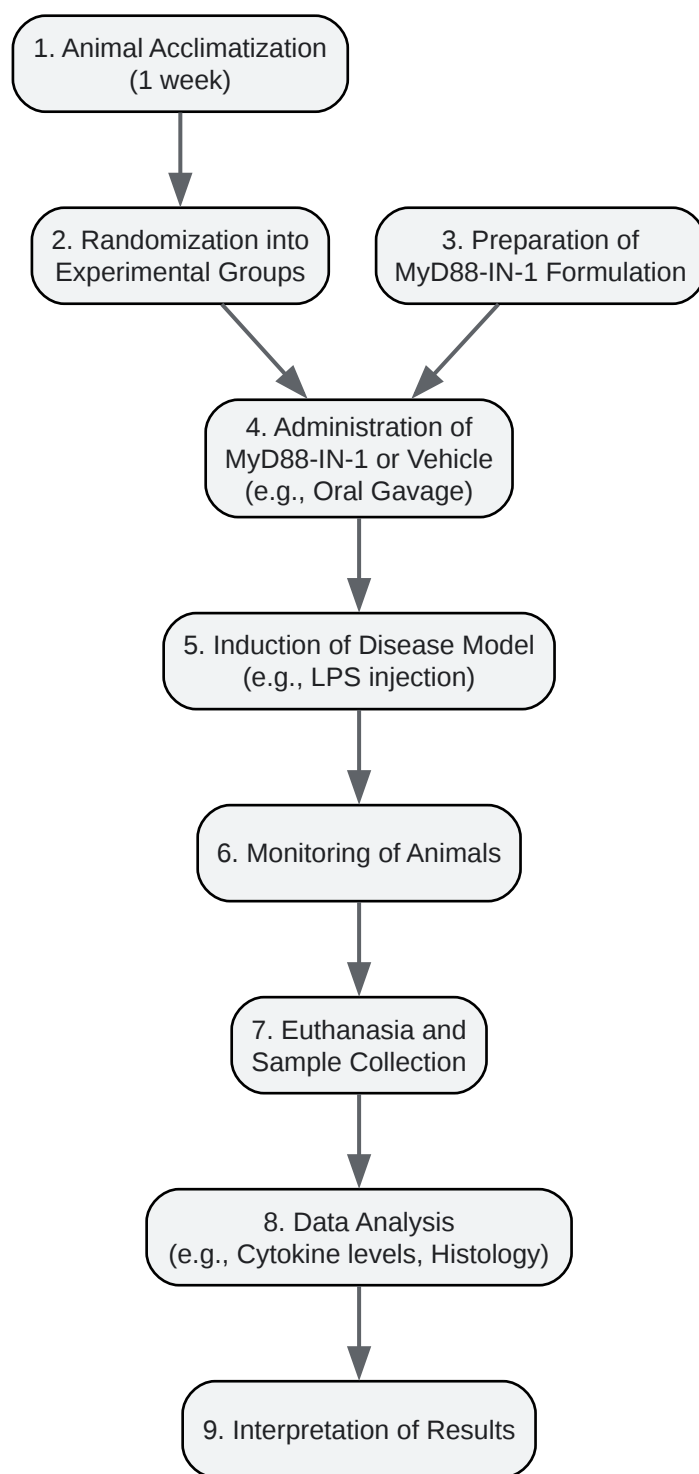 1. Animal Acclimatization
(1 week)
2. Randomization into
Experimental Groups
3. Preparation of
MyD88-IN-1 Formulation
4. Administration of
MyD88-IN-1 or Vehicle
(e.g., Oral Gavage)
5. Induction of Disease Model
(e.g., LPS injection)
6. Monitoring of Animals
7. Euthanasia and
Sample Collection
8. Data Analysis
(e.g., Cytokine levels, Histology)
9. Interpretation of Results